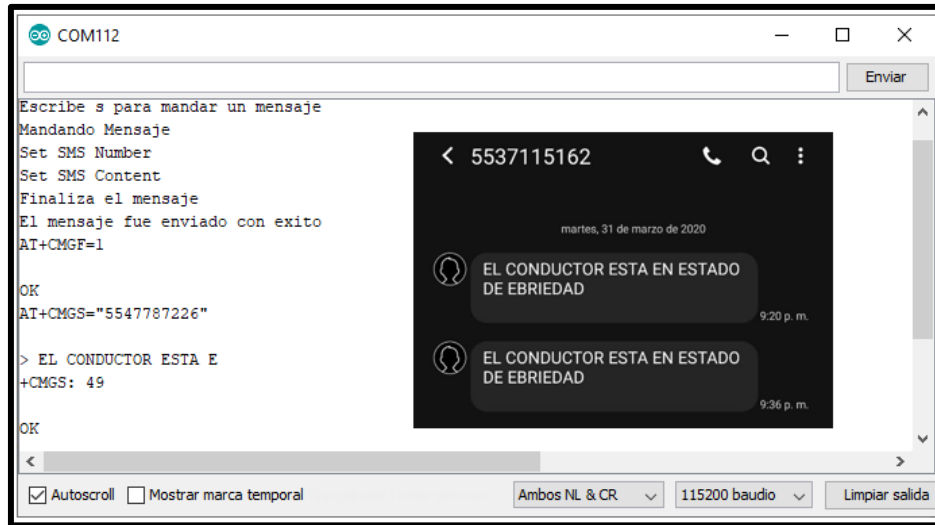 COM112
Enviar
Escribe s para mandar un mensaje
Mandando Mensaje
Set SMS Number
Set SMS Content
Finaliza el mensaje
El mensaje fue enviado con exito
AT+CMGF=1
OK
AT+CMGS="5547787226"
> EL CONDUCTOR ESTA E
+CMGS: 49
OK
5537115162
martes, 31 de marzo de 2020
EL CONDUCTOR ESTA EN ESTADO
DE EBRIEDAD
9:20 p. m.
EL CONDUCTOR ESTA EN ESTADO
DE EBRIEDAD
9:36 p. m.
Autoscroll Mostrar marca temporal Ambos NL & CR 115200 baudio Limpiar salida